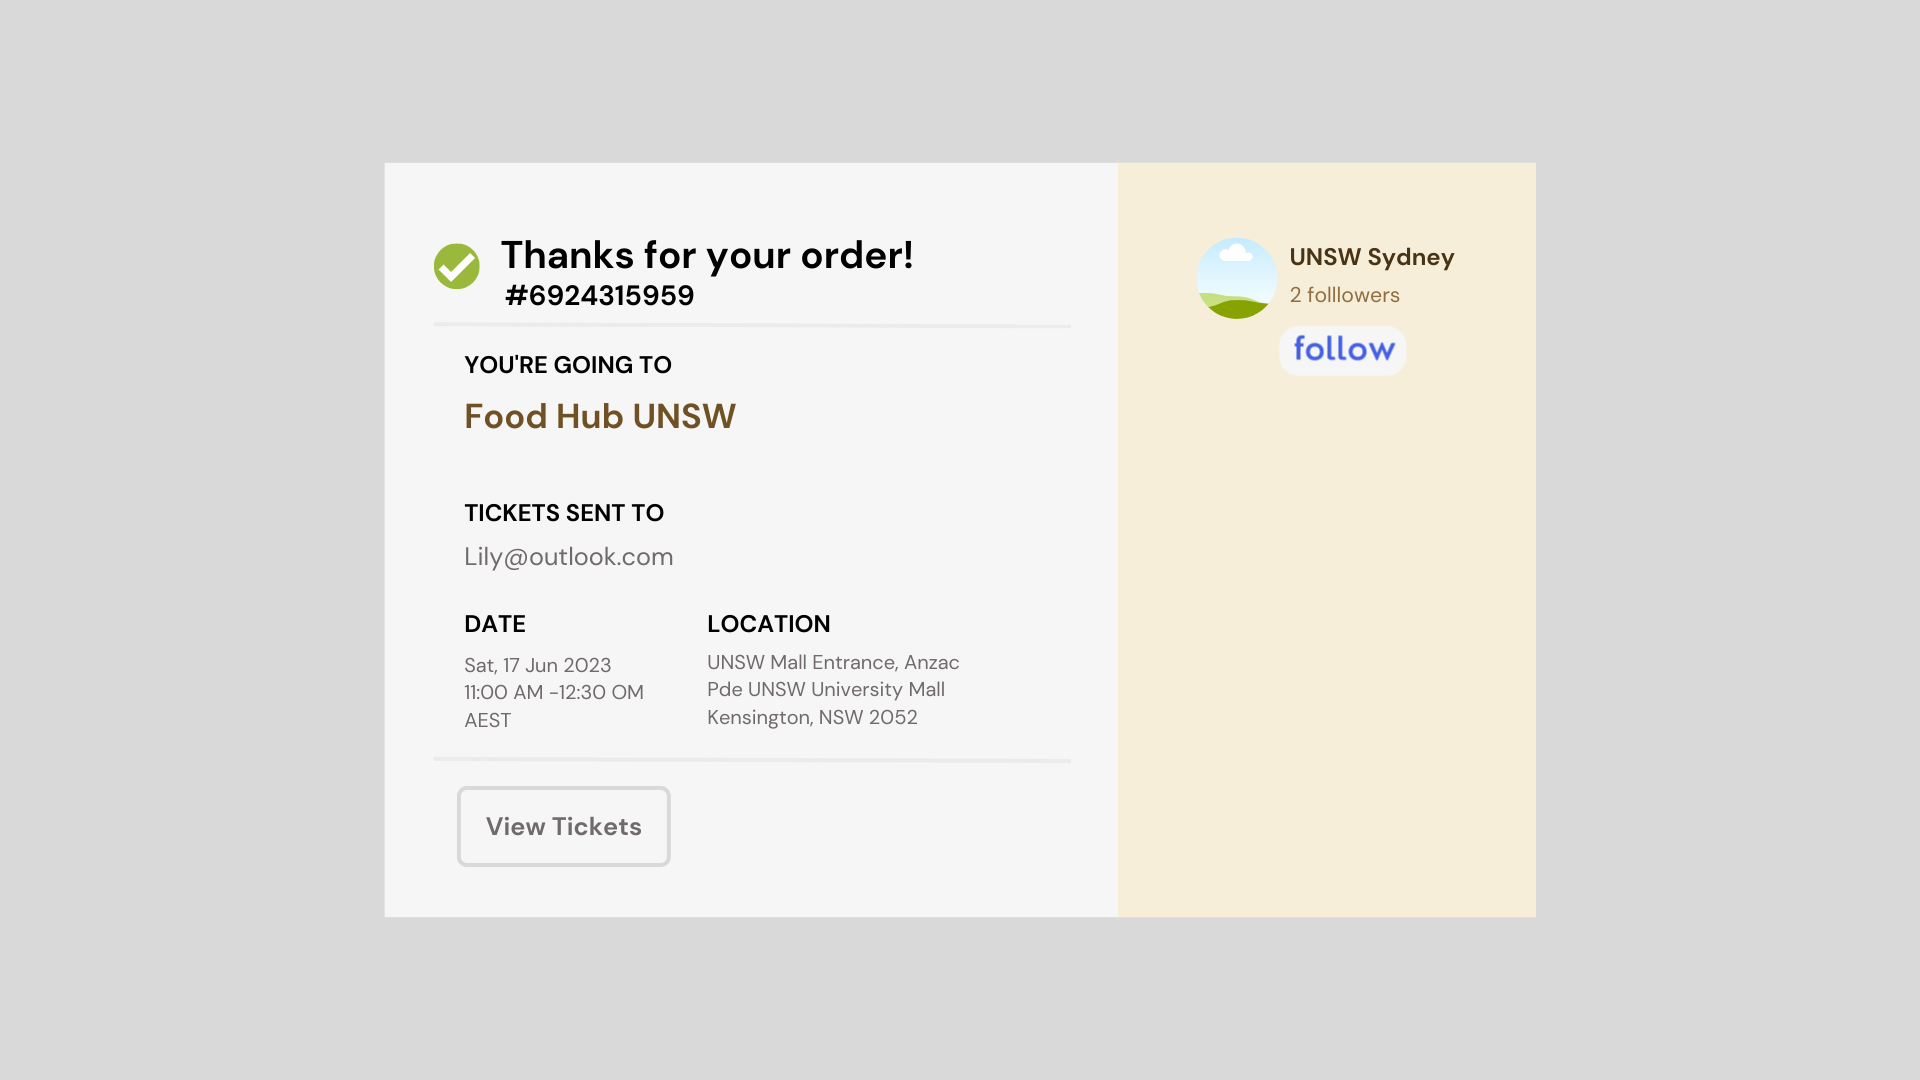 Thanks for your order!
#6924315959
YOU'RE GOING TO
Food Hub UNSW
TICKETS SENT TO
Lily@outlook.com
DATE
Sat, 17 Jun 2023
11:00 AM -12:30 OM
AEST
LOCATION
UNSW Mall Entrance, Anzac
Pde UNSW University Mall
Kensington, NSW 2052
View Tickets
UNSW Sydney
2 folllowers
follow